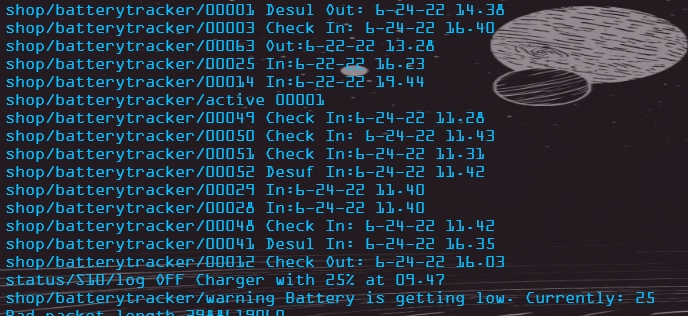 shop/batterytracker/00001 Desul Out: 6-24-22 14.38
shop/batterytracker/00003 Check In: 6-24-22 16.40
shop/batterytracker/00063 Out:6-22-22 13.28
shop/batterytracker/00025 In:6-22-22 16.23
shop/batterytracker/00014 In:6-22-22 19.44
shop/batterytracker/active 00001
shop/batterytracker/00049 Check In:6-24-22 11.28
shop/batterytracker/00050 Check In: 6-24-22 11.43
shop/batterytracker/00051 Check In:6-24-22 11.31
shop/batterytracker/00052 Desuf In:6-24-22 11.42
shop/batterytracker/00029 In:6-24-22 11.40
shop/batterytracker/00028 In:6-24-22 11.40
shop/batterytracker/00048 Check In: 6-24-22 11.42
shop/batterytracker/00041 Desul In: 6-24-22 16.35
shop/batterytracker/00012 Check Out: 6-24-22 16.03
status/S10/log OFF Charger with 25% at 09.47
shop/batterytracker/warning Battery is getting low. Currently: 25
Bad packet length